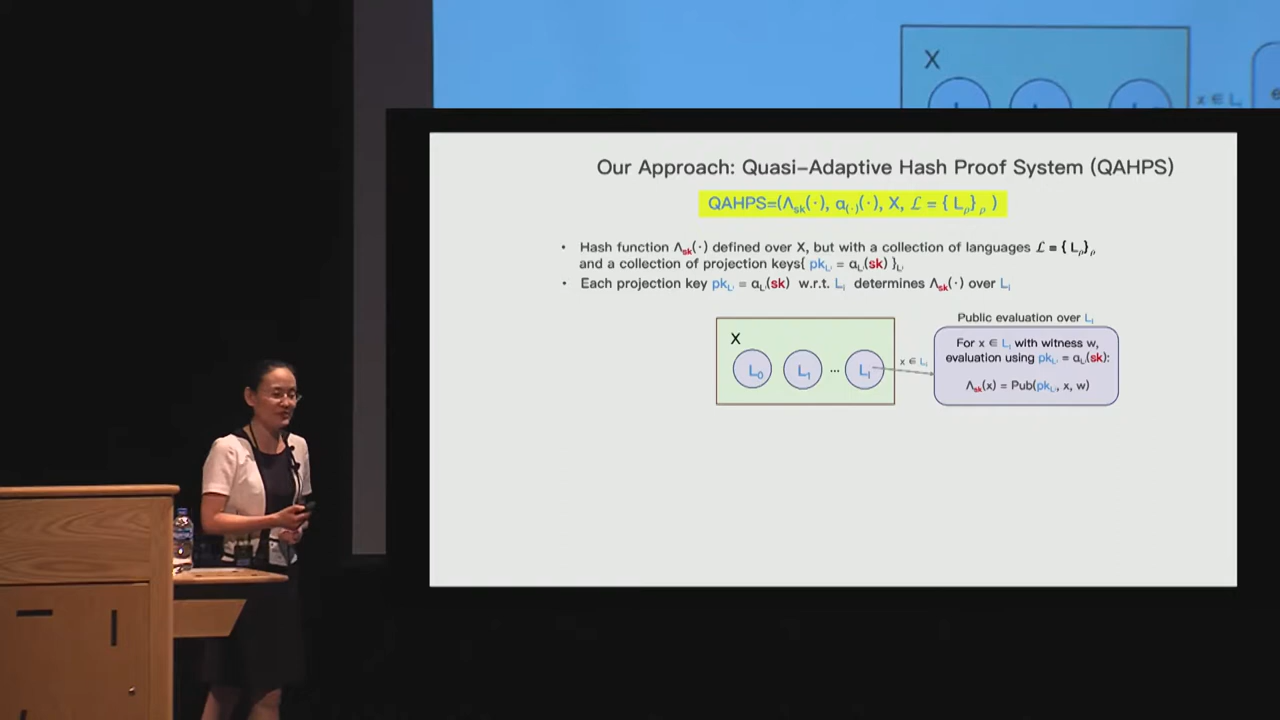 X
x ∈ Lᵢ
Our Approach: Quasi-Adaptive Hash Proof System (QAHPS)
QAHPS=(Λsk(·), α(·)(·), X, ℒ = { Lρ}ρ )
• Hash function Λsk(·) defined over X, but with a collection of languages ℒ = { Lρ}ρ
and a collection of projection keys{ pkLᵢ = αLᵢ(sk) }Lᵢ
• Each projection key pkLᵢ = αLᵢ(sk) w.r.t. Lᵢ determines Λsk(·) over Lᵢ
Public evaluation over Lᵢ
X
L₀ L₁ ... Lᵢ
x ∈ Lᵢ
For x ∈ Lᵢ with witness w,
evaluation using pkLᵢ = αLᵢ(sk):
Λsk(x) = Pub(pkLᵢ, x, w)